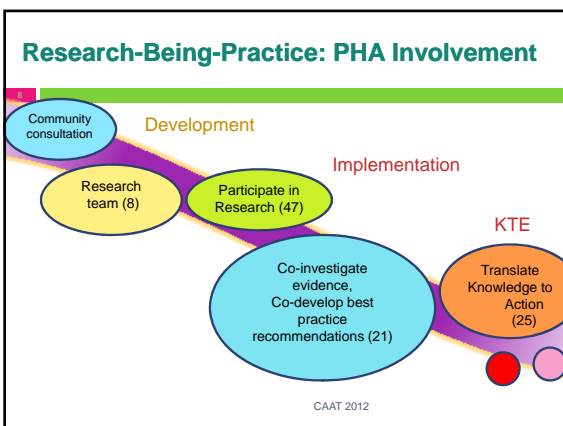 Research-Being-Practice: PHA Involvement
8
Community
consultation
Development
Research
team (8)
Participate in
Research (47)
Implementation
Co-investigate
evidence,
Co-develop best
practice
recommendations (21)
KTE
Translate
Knowledge to
Action
(25)
CAAT 2012